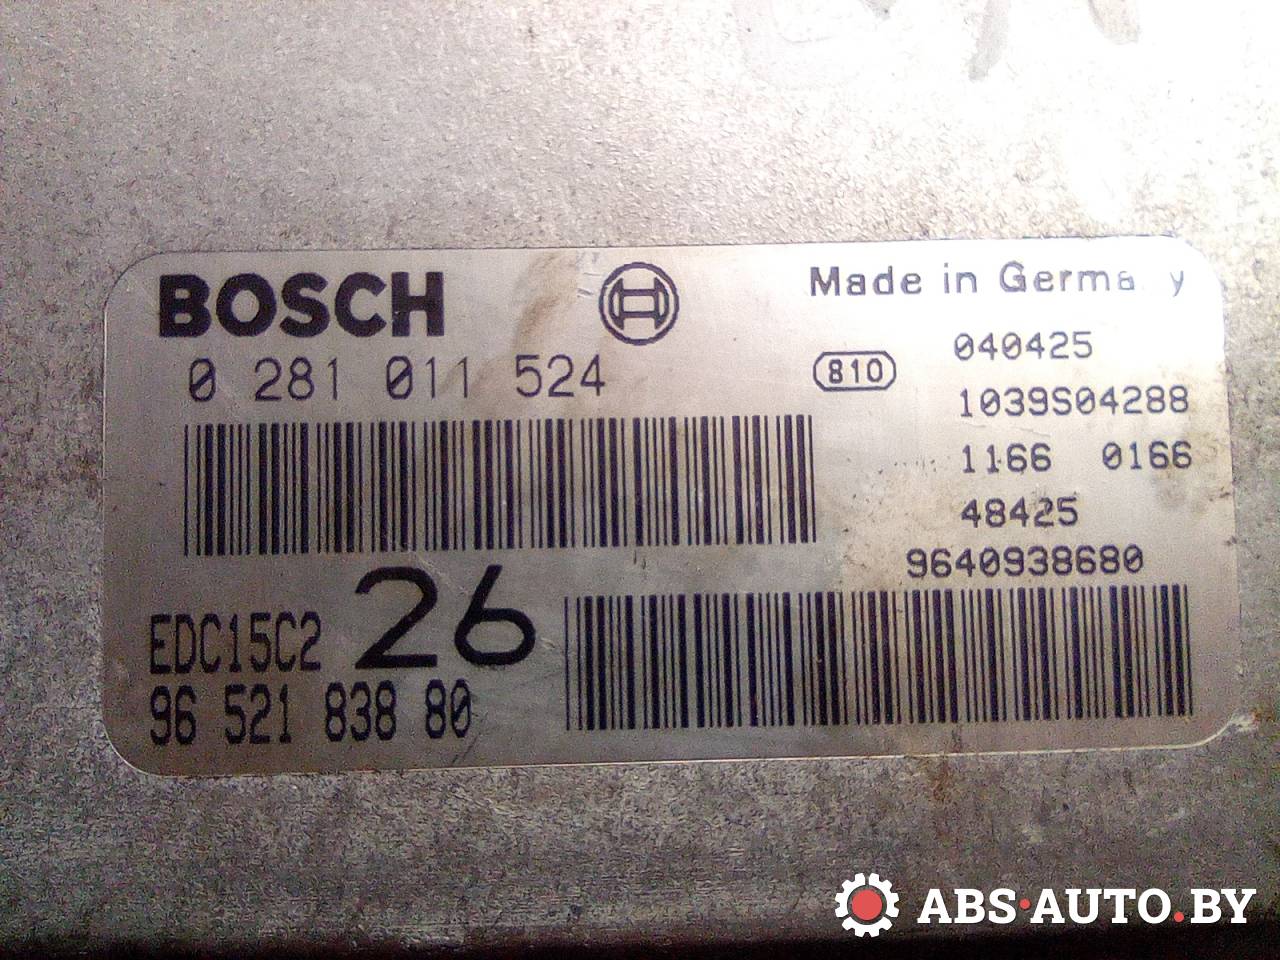 BOSCH
Made in Germa y
0 281 011 524
810
040425
1039S04288
1166 0166
48425
9640938680
EDC15C2 26
96 521 838 80
ABS·AUTO.BY